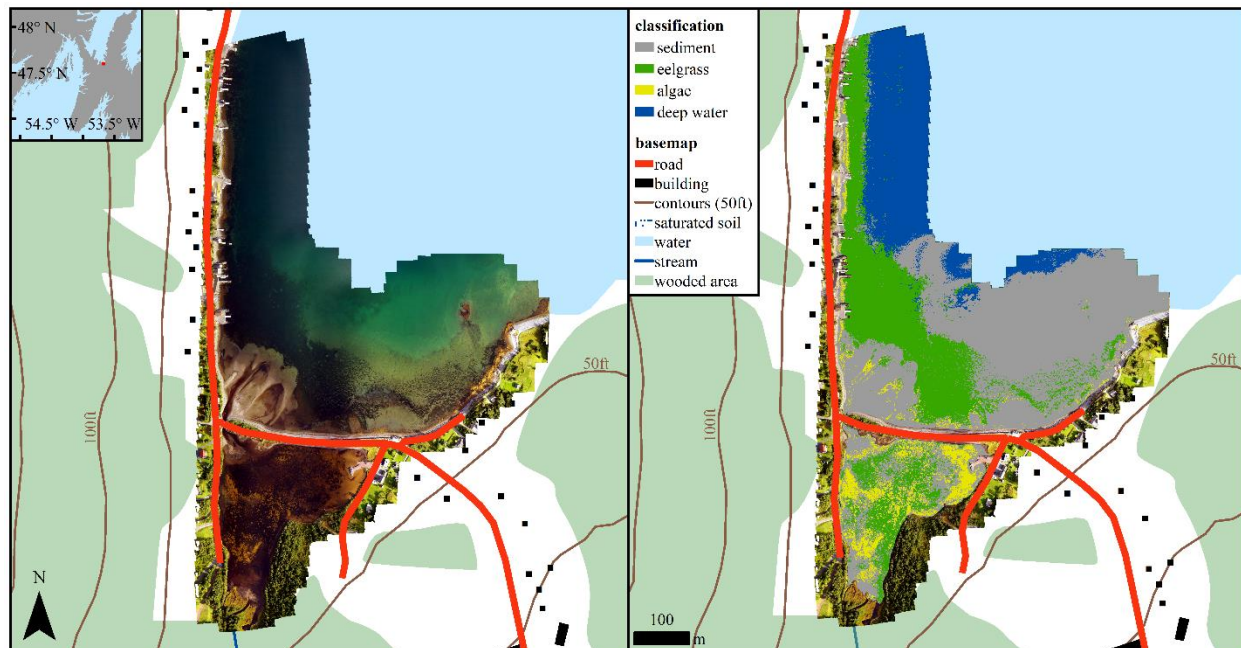 48° N
47.5° N
54.5° W 53.5° W
100ft
50ft
N
classification
sediment
eelgrass
algae
deep water
basemap
road
building
contours (50ft)
saturated soil
water
stream
wooded area
100ft
50ft
100
m